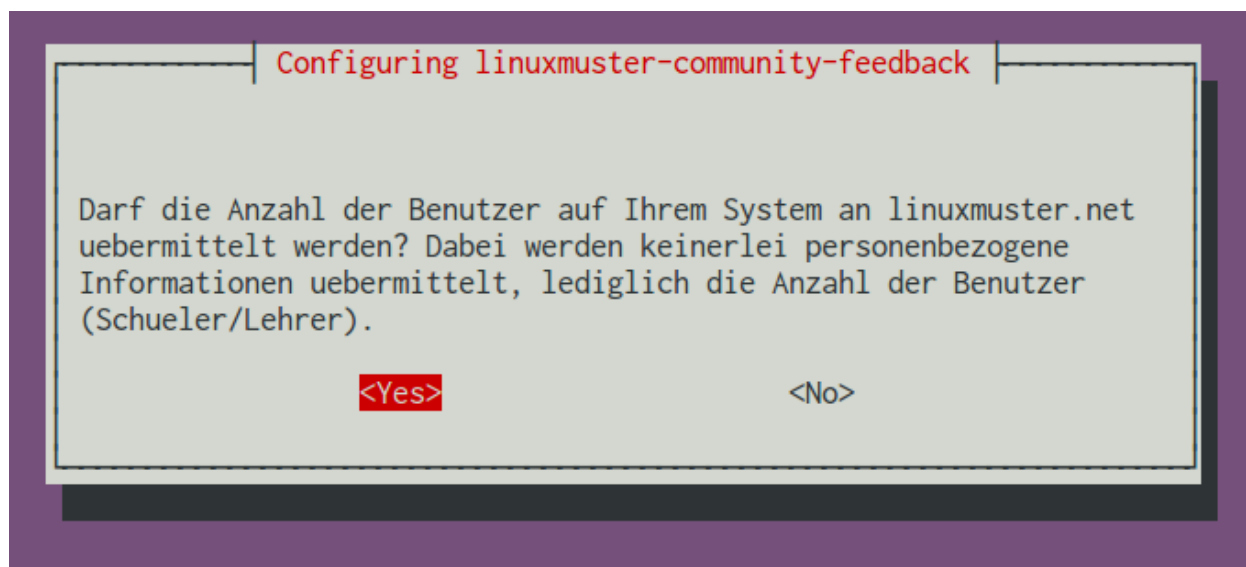 Configuring linuxmuster-community-feedback
Darf die Anzahl der Benutzer auf Ihrem System an linuxmuster.net
uebermittelt werden? Dabei werden keinerlei personenbezogene
Informationen uebermittelt, lediglich die Anzahl der Benutzer
(Schueler/Lehrer).
<Yes> <No>